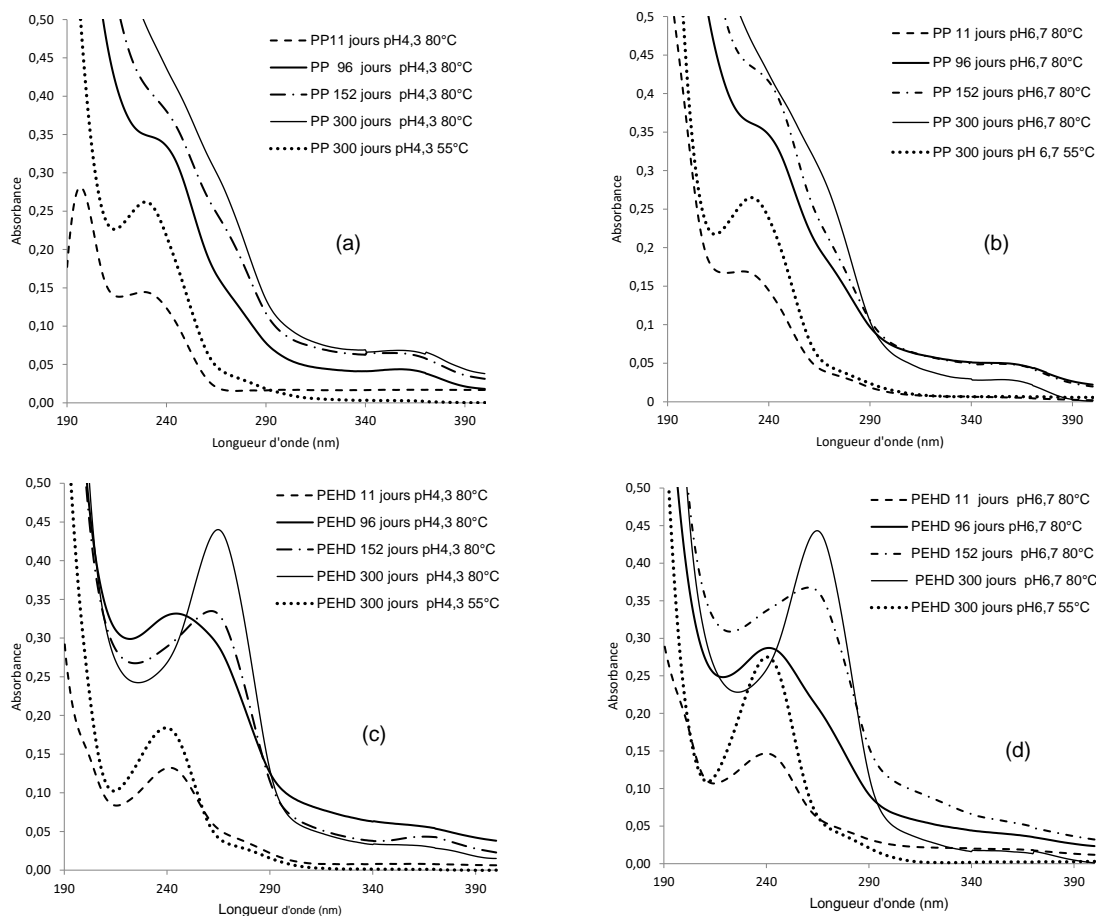 0,50
0,45
0,40
0,35
0,30
0,25
0,20
0,15
0,10
0,05
0,00
Absorbance
190 240 290 340 390
Longueur d'onde (nm)
PP11 jours pH4,3 80°C
PP 96 jours pH4,3 80°C
PP 152 jours pH4,3 80°C
PP 300 jours pH4,3 80°C
PP 300 jours pH4,3 55°C
(a)
0,5
0,45
0,4
0,35
0,3
0,25
0,2
0,15
0,1
0,05
0
Absorbance
190 240 290 340 390
Longueur d'onde (nm)
PP 11 jours pH6,7 80°C
PP 96 jours pH6,7 80°C
PP 152 jours pH6,7 80°C
PP 300 jours pH6,7 80°C
PP 300 jours pH 6,7 55°C
(b)
0,50
0,45
0,40
0,35
0,30
0,25
0,20
0,15
0,10
0,05
0,00
Absorbance
190 240 290 340 390
Longueur d'onde (nm)
PEHD 11 jours pH4,3 80°C
PEHD 96 jours pH4,3 80°C
PEHD 152 jours pH4,3 80°C
PEHD 300 jours pH4,3 80°C
PEHD 300 jours pH4,3 55°C
(c)
0,50
0,45
0,40
0,35
0,30
0,25
0,20
0,15
0,10
0,05
0,00
Absorbance
190 240 290 340 390
Longueur d'onde (nm)
PEHD 11 jours pH6,7 80°C
PEHD 96 jours pH6,7 80°C
PEHD 152 jours pH6,7 80°C
PEHD 300 jours pH6,7 80°C
PEHD 300 jours pH6,7 55°C
(d)